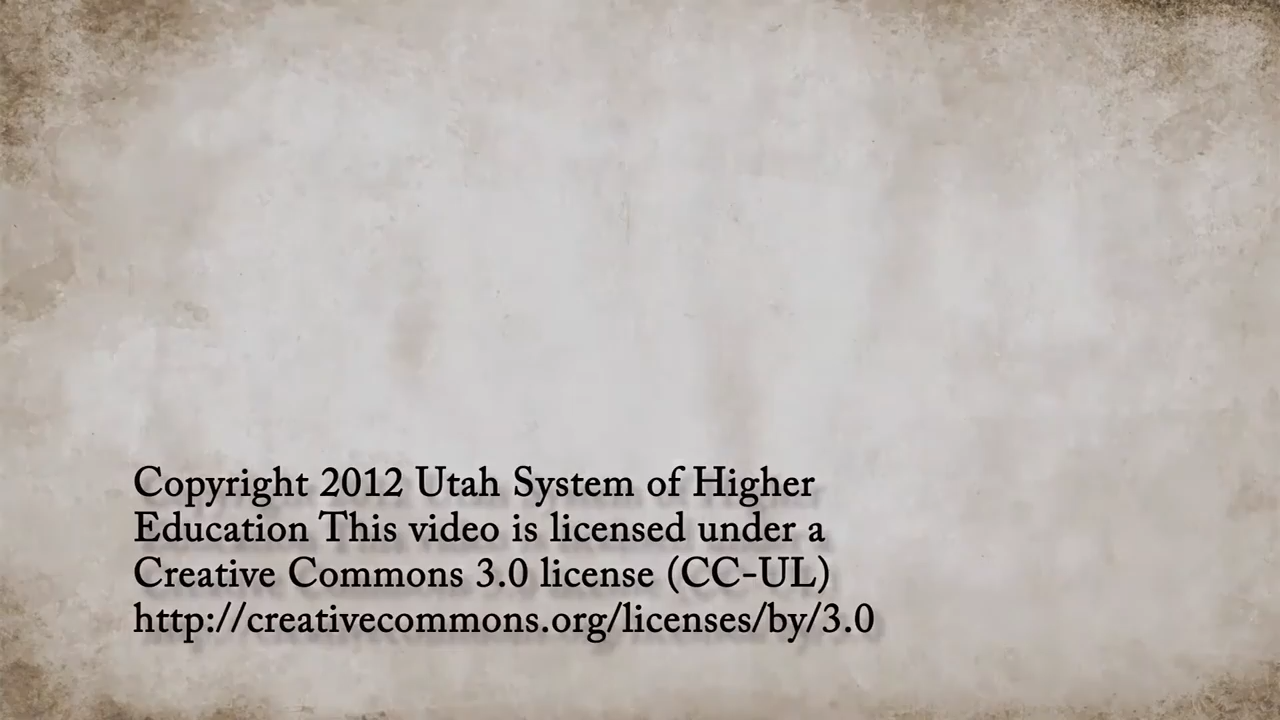 Copyright 2012 Utah System of Higher
Education This video is licensed under a
Creative Commons 3.0 license (CC-UL)
http://creativecommons.org/licenses/by/3.0